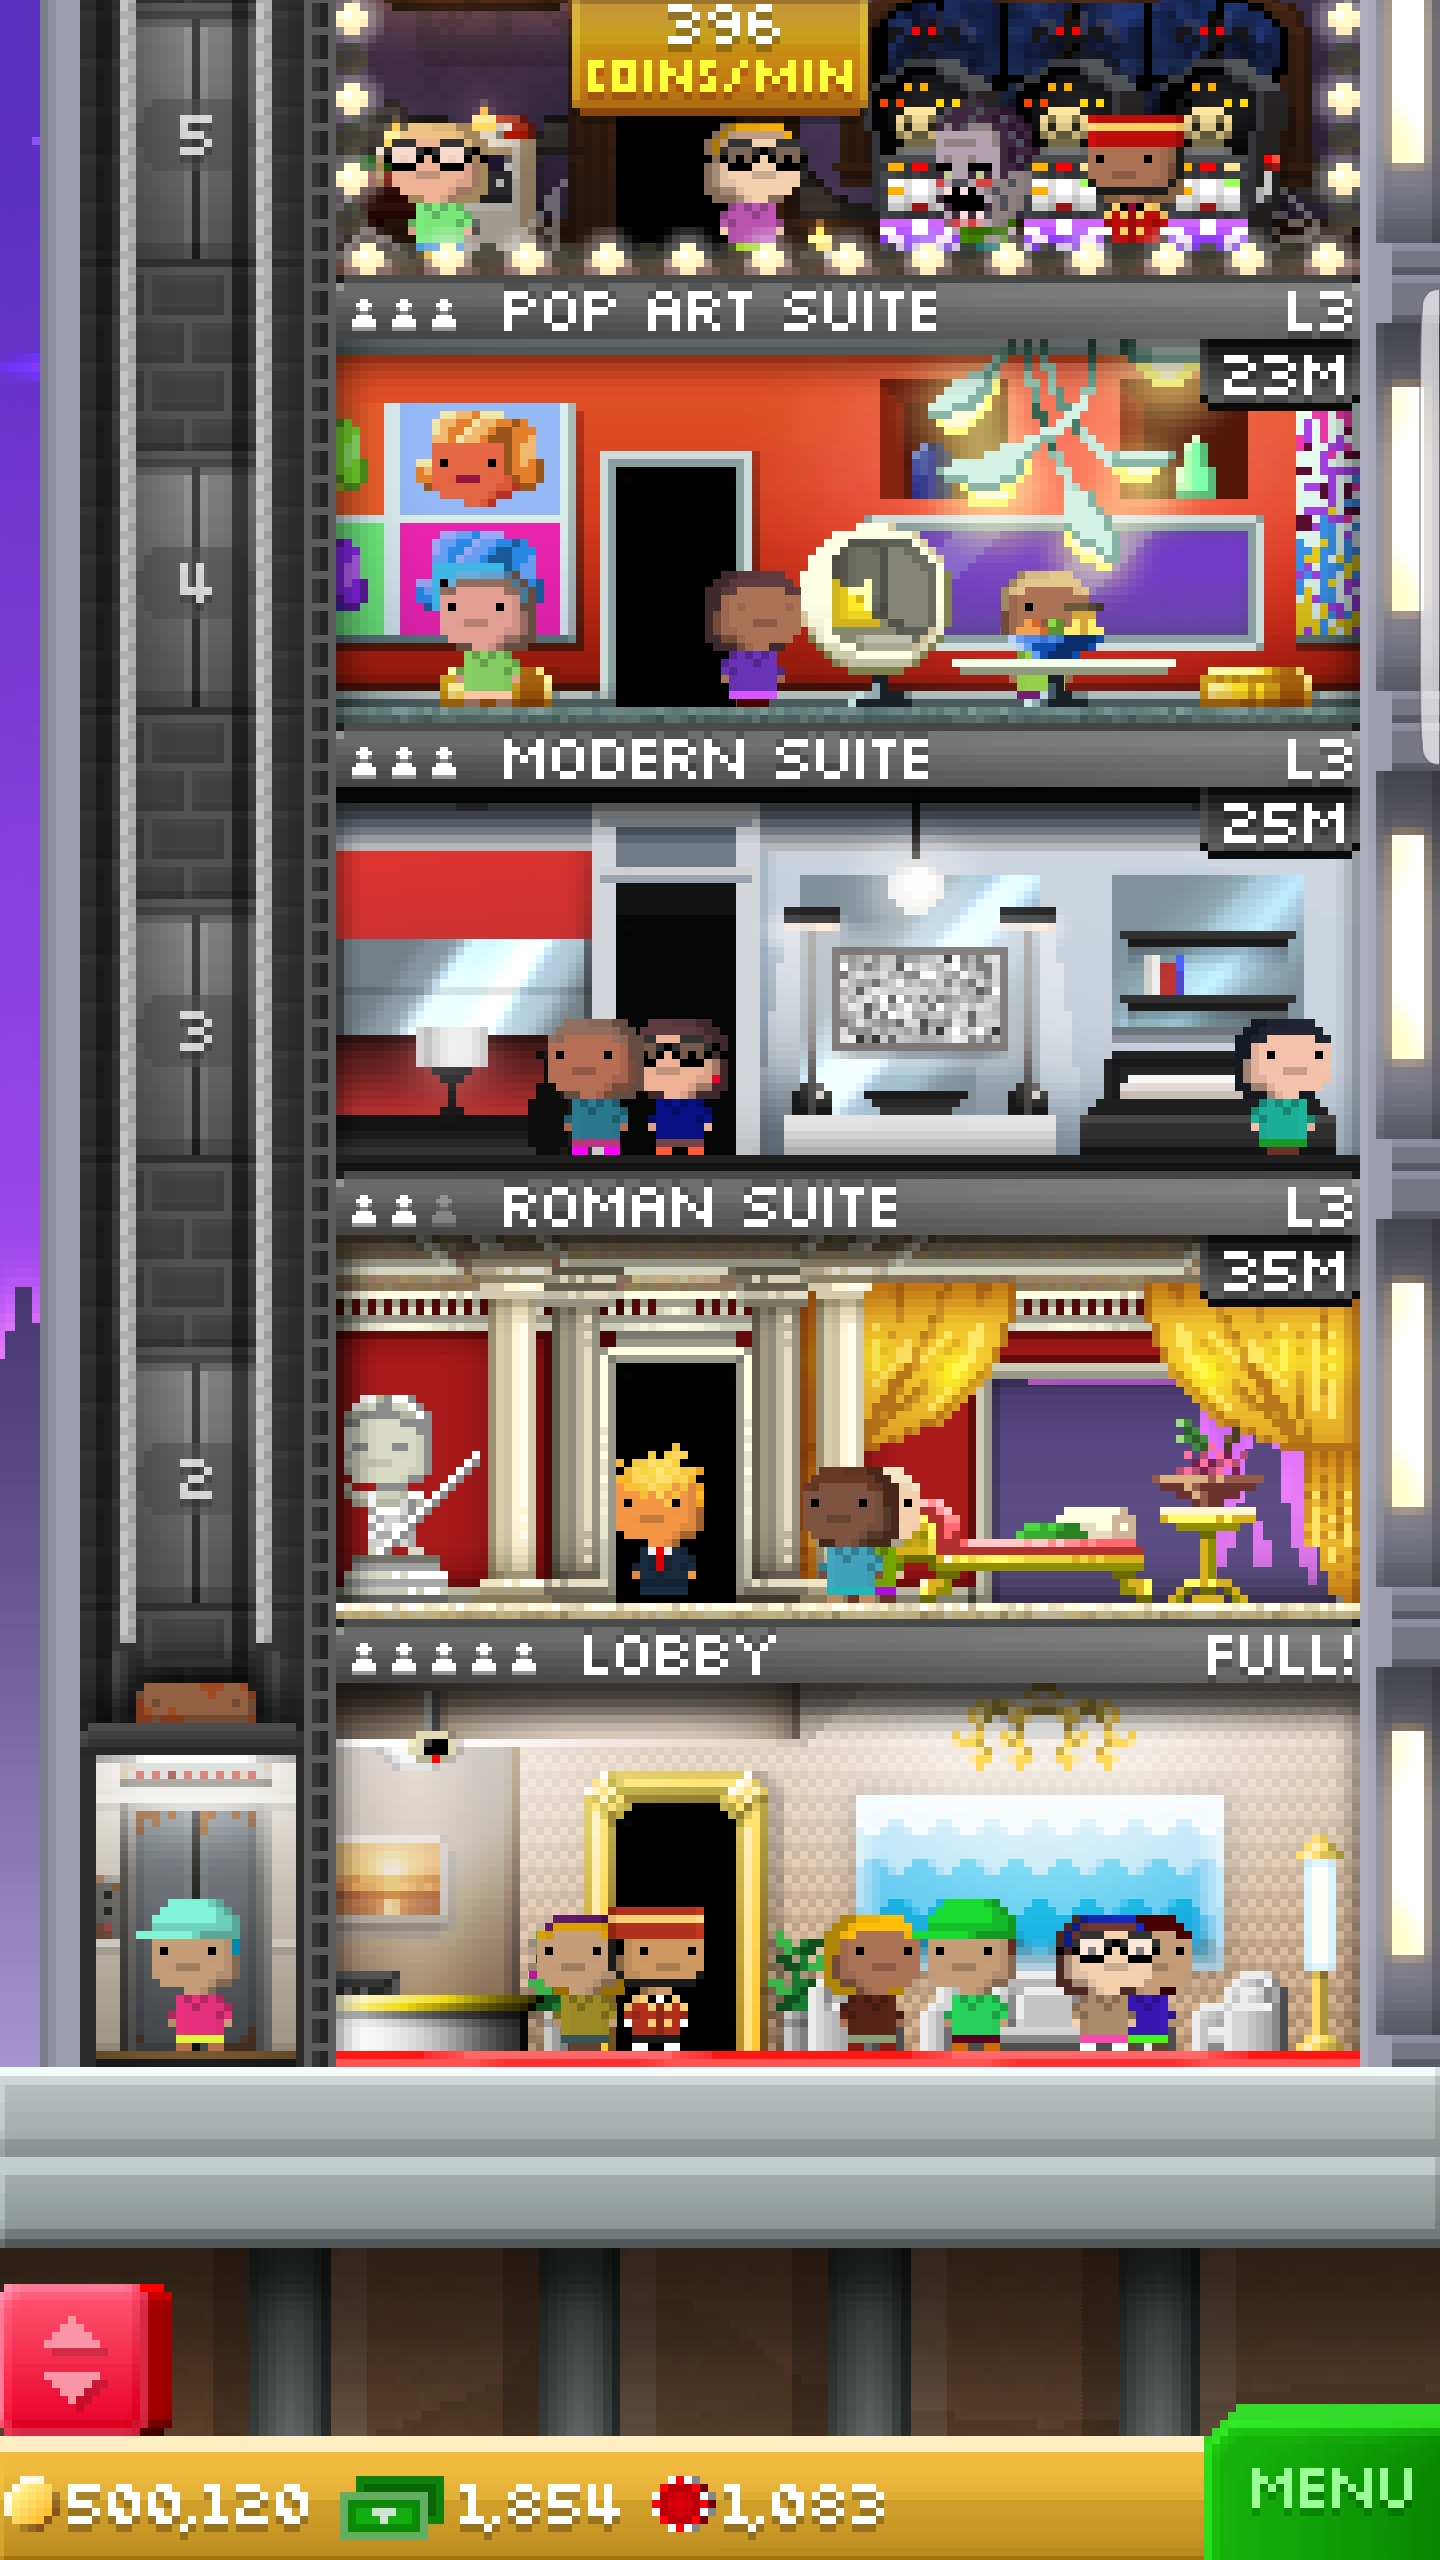 396
COINS/MIN
5
POP ART SUITE L3
23M
4
MODERN SUITE L3
25M
3
ROMAN SUITE L3
35M
2
LOBBY FULL!
500,120 1,854 1,083
MENU